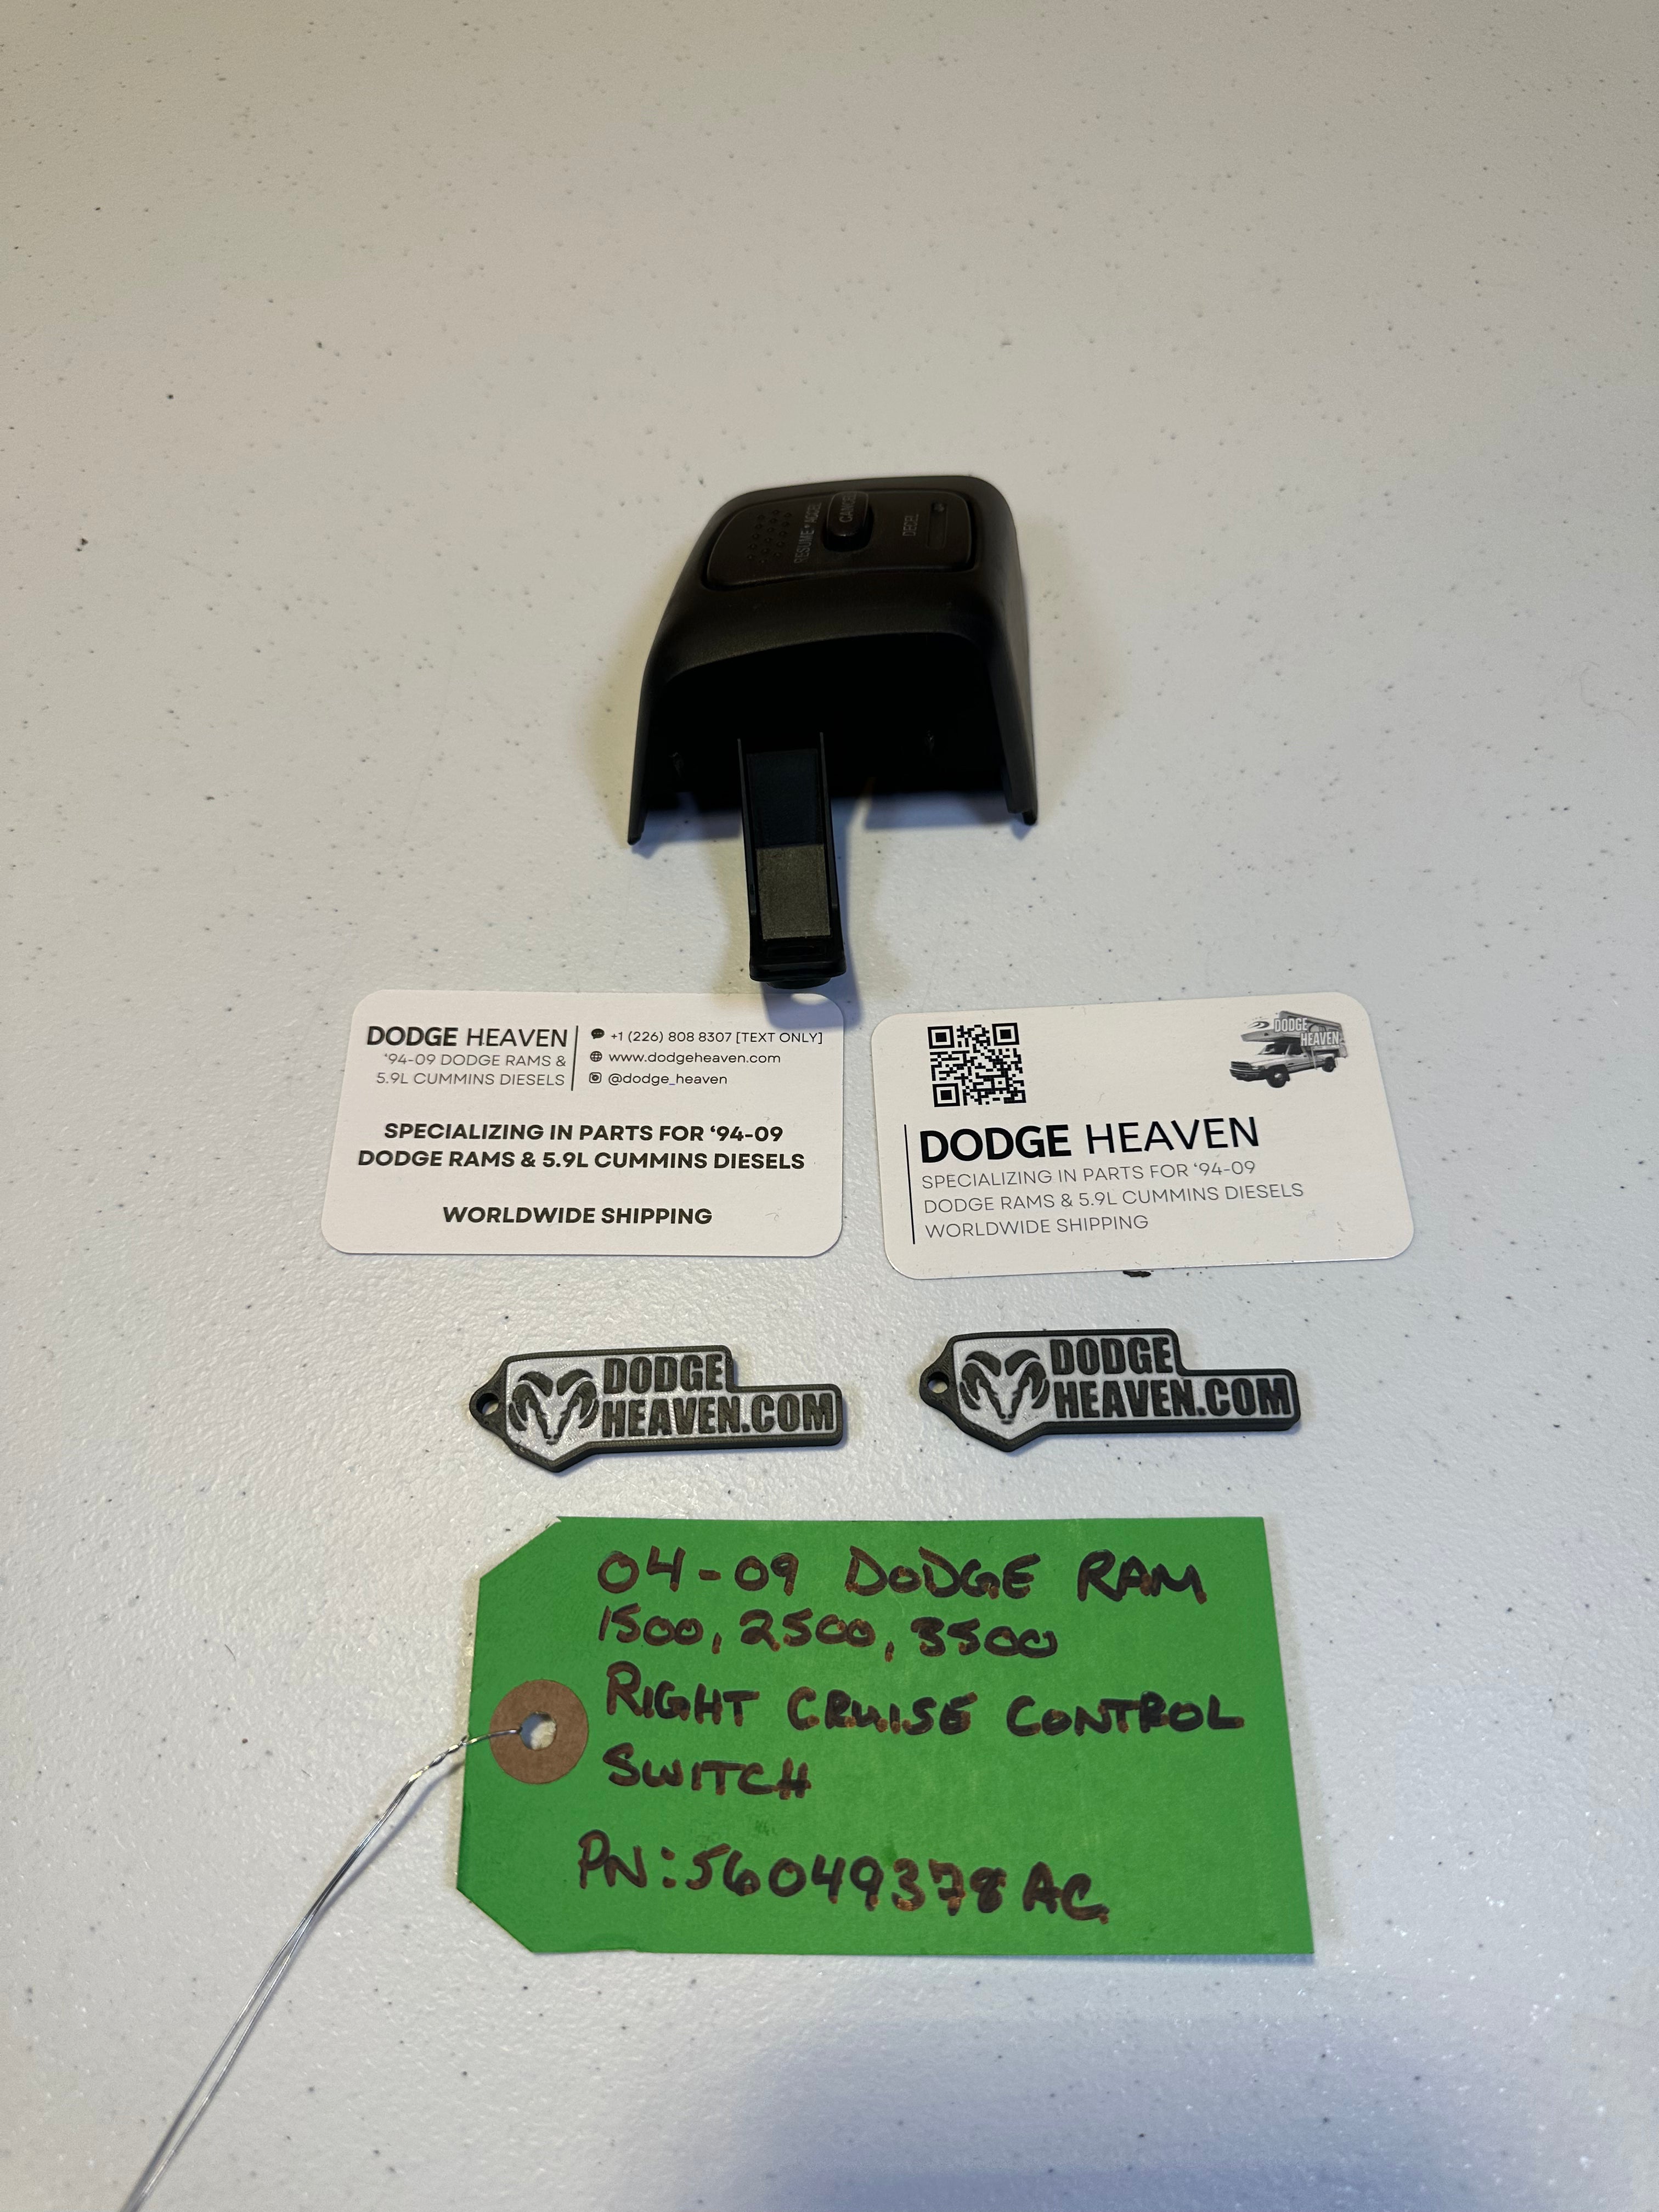 RESUME • ACCEL
CANCEL
DECEL
DODGE HEAVEN
'94-09 DODGE RAMS &
5.9L CUMMINS DIESELS
+1 (226) 808 8307 [TEXT ONLY]
www.dodgeheaven.com
@dodge_heaven
SPECIALIZING IN PARTS FOR '94-09
DODGE RAMS & 5.9L CUMMINS DIESELS
WORLDWIDE SHIPPING
DODGE
HEAVEN
DODGE HEAVEN
SPECIALIZING IN PARTS FOR '94-09
DODGE RAMS & 5.9L CUMMINS DIESELS
WORLDWIDE SHIPPING
DODGE
HEAVEN.COM
DODGE
HEAVEN.COM
04-09 DODGE RAM
1500, 2500, 3500
RIGHT CRUISE CONTROL
SWITCH
PN: 56049378AC